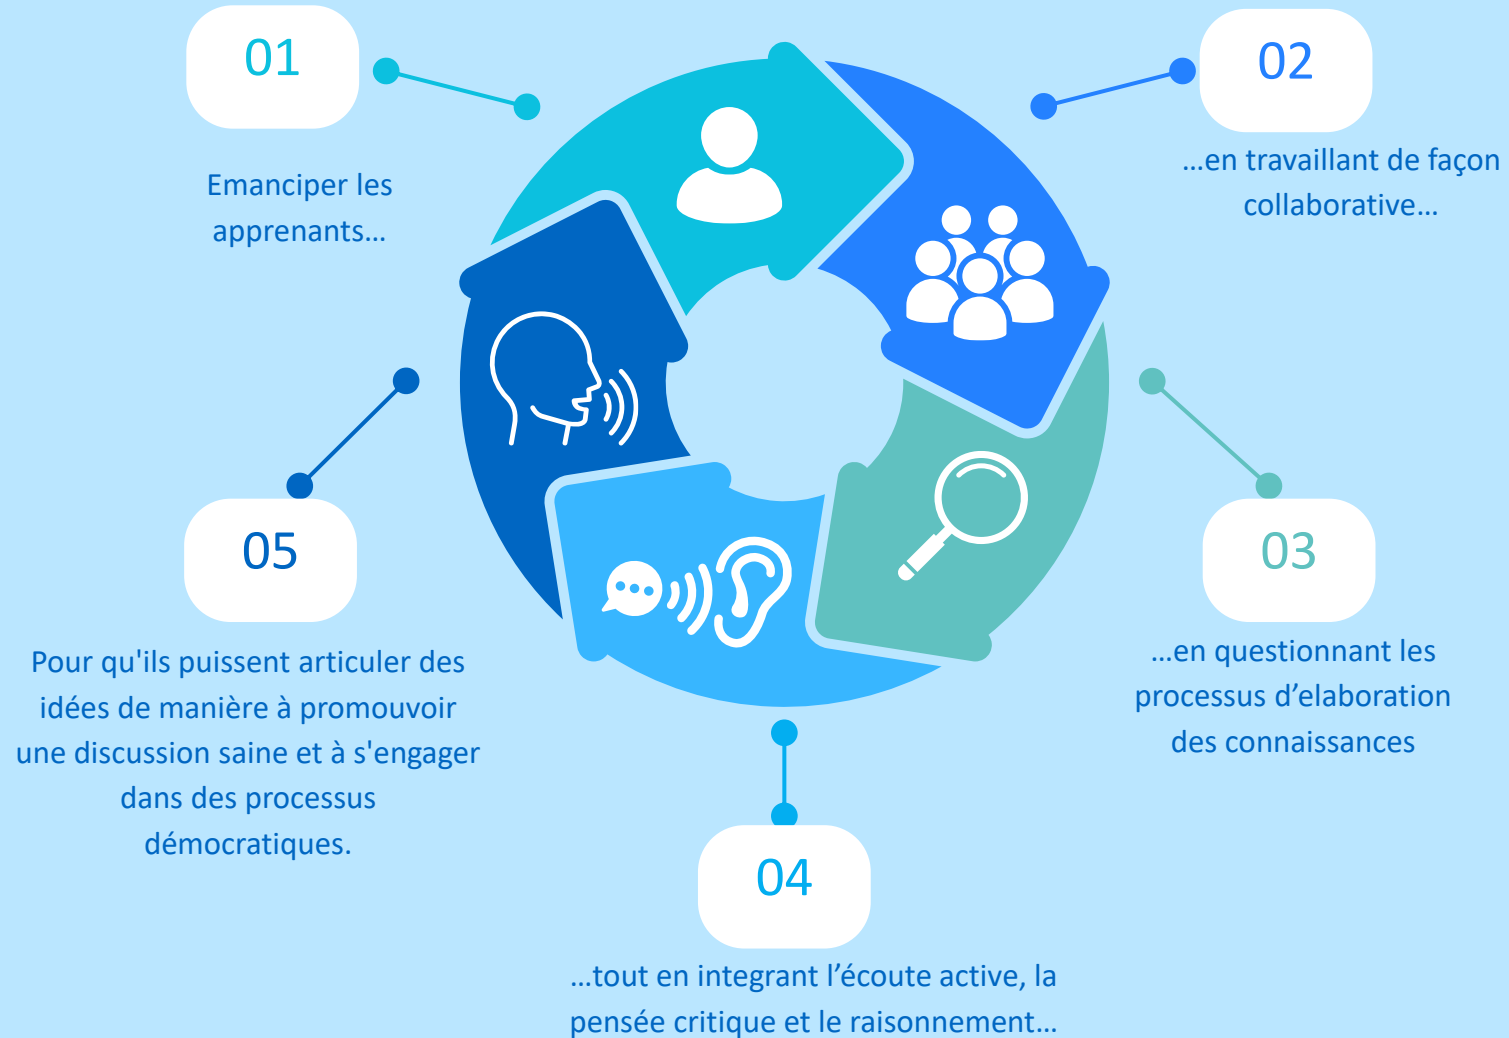 01
Emanciper les
apprenants...
02
...en travaillant de façon
collaborative...
03
...en questionnant les
processus d’elaboration
des connaissances
04
...tout en integrant l’écoute active, la
pensée critique et le raisonnement...
05
Pour qu'ils puissent articuler des
idées de manière à promouvoir
une discussion saine et à s'engager
dans des processus
démocratiques.